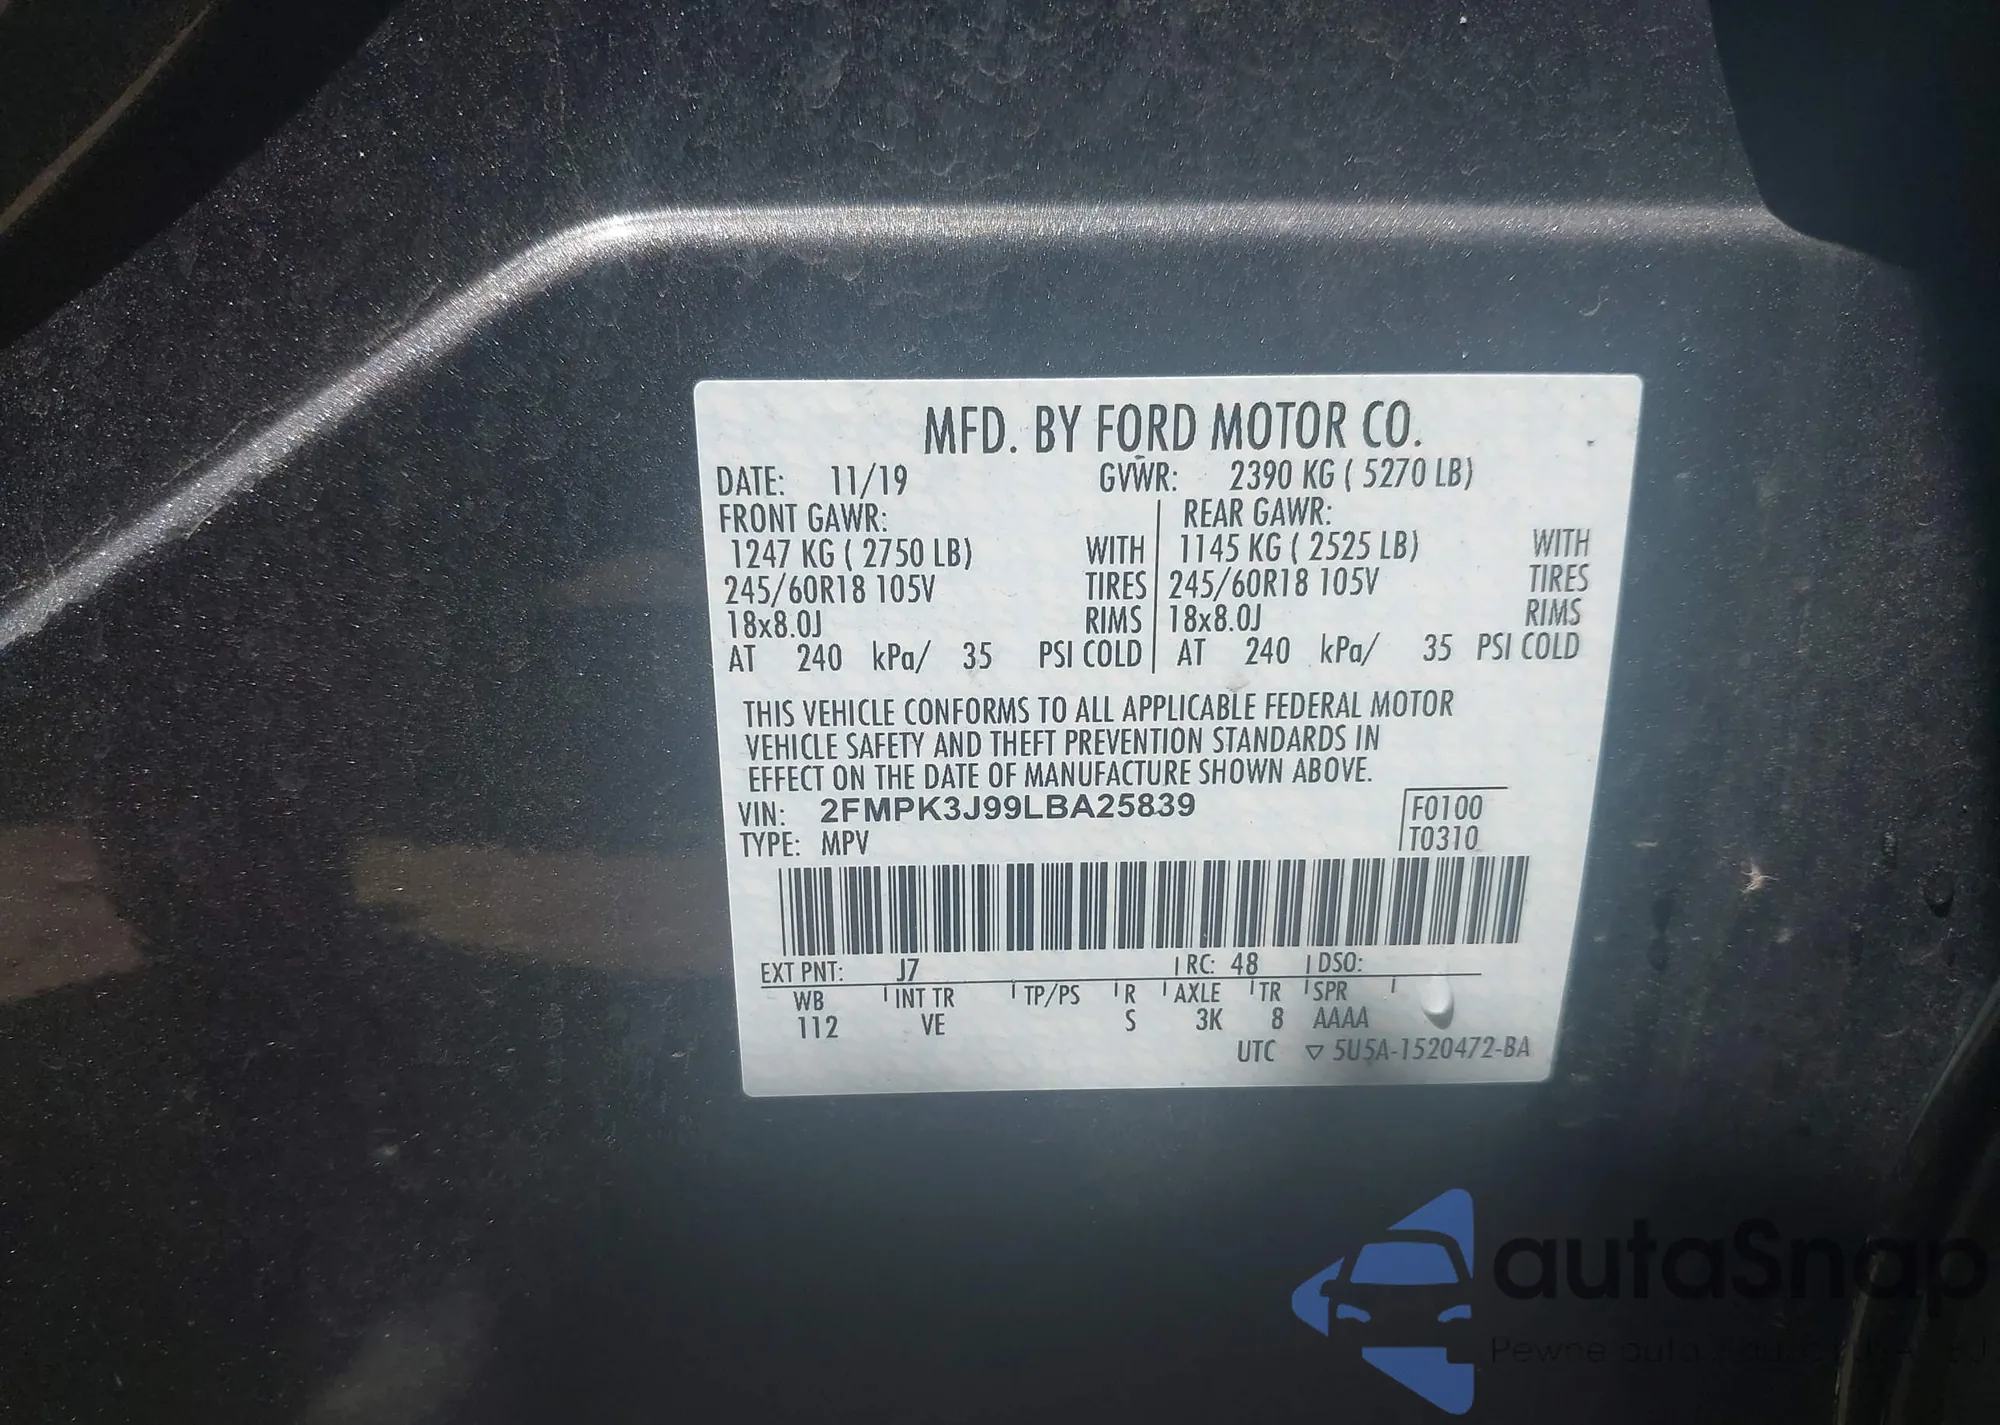 MFD. BY FORD MOTOR CO.
DATE: 11/19 GVWR: 2390 KG ( 5270 LB)
FRONT GAWR: REAR GAWR:
1247 KG ( 2750 LB) WITH 1145 KG ( 2525 LB) WITH
245/60R18 105V TIRES 245/60R18 105V TIRES
18x8.0J RIMS 18x8.0J RIMS
AT 240 kPa/ 35 PSI COLD AT 240 kPa/ 35 PSI COLD
THIS VEHICLE CONFORMS TO ALL APPLICABLE FEDERAL MOTOR
VEHICLE SAFETY AND THEFT PREVENTION STANDARDS IN
EFFECT ON THE DATE OF MANUFACTURE SHOWN ABOVE.
VIN: 2FMPK3J99LBA25839 F0100
TYPE: MPV T0310
EXT PNT: J7 RC: 48 DSO:
WB INT TR TP/PS R AXLE TR SPR
112 VE S 3K 8 AAAA
UTC ▽ 5U5A-1520472-BA
autaSnap
Pewne auta